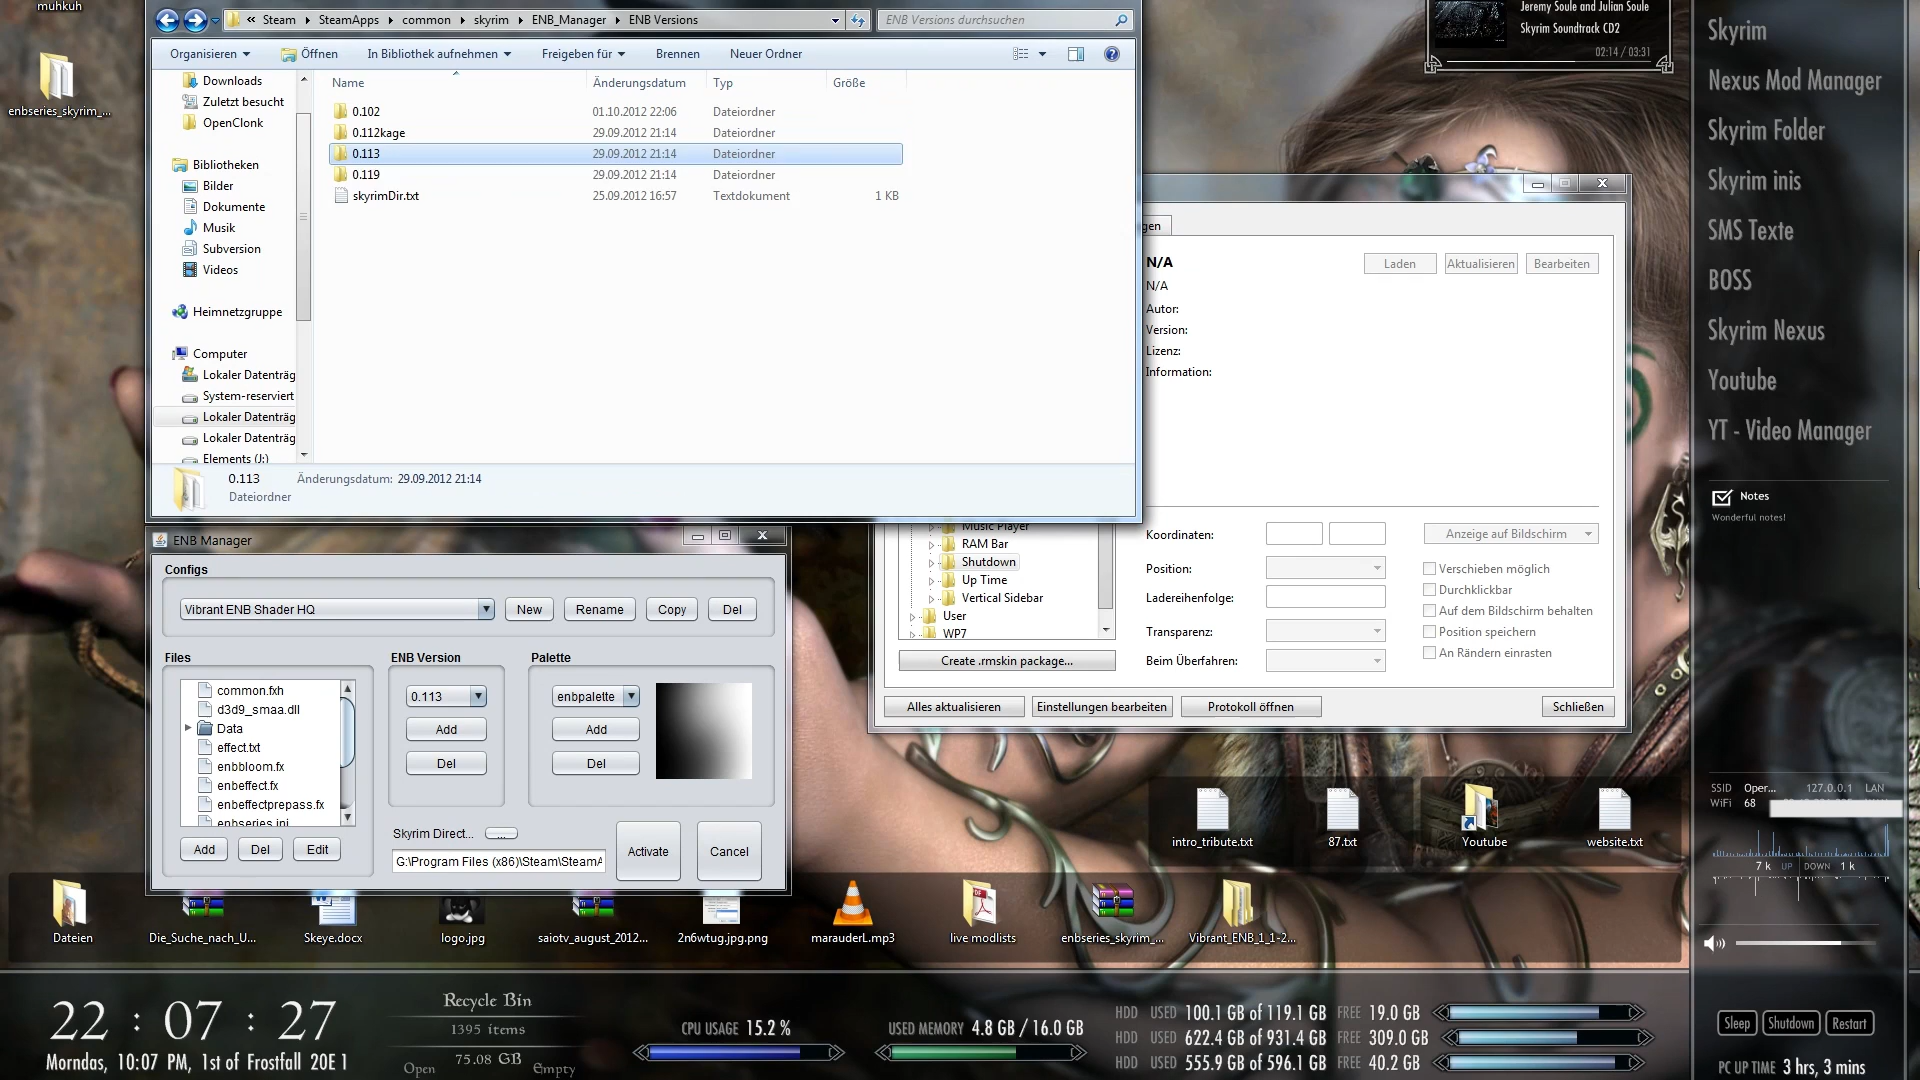 muhkuh
enbseries_skyrim_...
« Steam SteamApps common skyrim ENB_Manager ENB Versions
ENB Versions durchsuchen
Organisieren Öffnen In Bibliothek aufnehmen Freigeben für Brennen Neuer Ordner
Downloads
Zuletzt besucht
OpenClonk
Bibliotheken
Bilder
Dokumente
Musik
Subversion
Videos
Heimnetzgruppe
Computer
Lokaler Datenträg
System-reserviert
Lokaler Datenträg
Lokaler Datenträg
Elements (J:)
Name Änderungsdatum Typ Größe
0.102 01.10.2012 22:06 Dateiordner
0.112kage 29.09.2012 21:14 Dateiordner
0.113 29.09.2012 21:14 Dateiordner
0.119 29.09.2012 21:14 Dateiordner
skyrimDir.txt 25.09.2012 16:57 Textdokument 1 KB
0.113 Änderungsdatum: 29.09.2012 21:14
Dateiordner
ENB Manager
Configs
Vibrant ENB Shader HQ New Rename Copy Del
Files
common.fxh
d3d9_smaa.dll
Data
effect.txt
enbbloom.fx
enbeffect.fx
enbeffectprepass.fx
enbseries.ini
Add Del Edit
ENB Version
0.113
Add
Del
Palette
enbpalette
Add
Del
Skyrim Direct... ...
G:\Program Files (x86)\Steam\SteamA
Activate Cancel
gen
N/A
Laden Aktualisieren Bearbeiten
N/A
Autor:
Version:
Lizenz:
Information:
Music Player
RAM Bar
Shutdown
Up Time
Vertical Sidebar
User
WP7
Create .rmskin package...
Koordinaten:
Anzeige auf Bildschirm
Position:
Ladereihenfolge:
Transparenz:
Beim Überfahren:
Verschieben möglich
Durchklickbar
Auf dem Bildschirm behalten
Position speichern
An Rändern einrasten
Alles aktualisieren Einstellungen bearbeiten Protokoll öffnen Schließen
Jeremy Soule and Julian Soule
Skyrim Soundtrack CD2
02:14 / 03:31
Skyrim
Nexus Mod Manager
Skyrim Folder
Skyrim inis
SMS Texte
BOSS
Skyrim Nexus
Youtube
YT - Video Manager
Notes
Wonderful notes!
SSID Oper... 127.0.0.1 LAN
WiFi 68
7 k UP DOWN 1 k
intro_tribute.txt
87.txt
Youtube
website.txt
Dateien
Die_Suche_nach_U...
Skeye.docx
logo.jpg
saiotv_august_2012...
2n6wtug.jpg.png
marauderL.mp3
live modlists
enbseries_skyrim_...
Vibrant_ENB_1_1-2...
22 : 07 : 27
Morndas, 10:07 PM, 1st of Frostfall 20E 1
Recycle Bin
1395 items
75.08 GB
Open Empty
CPU USAGE 15.2 %
USED MEMORY 4.8 GB / 16.0 GB
HDD USED 100.1 GB of 119.1 GB FREE 19.0 GB
HDD USED 622.4 GB of 931.4 GB FREE 309.0 GB
HDD USED 555.9 GB of 596.1 GB FREE 40.2 GB
Sleep Shutdown Restart
PC UP TIME 3 hrs, 3 mins